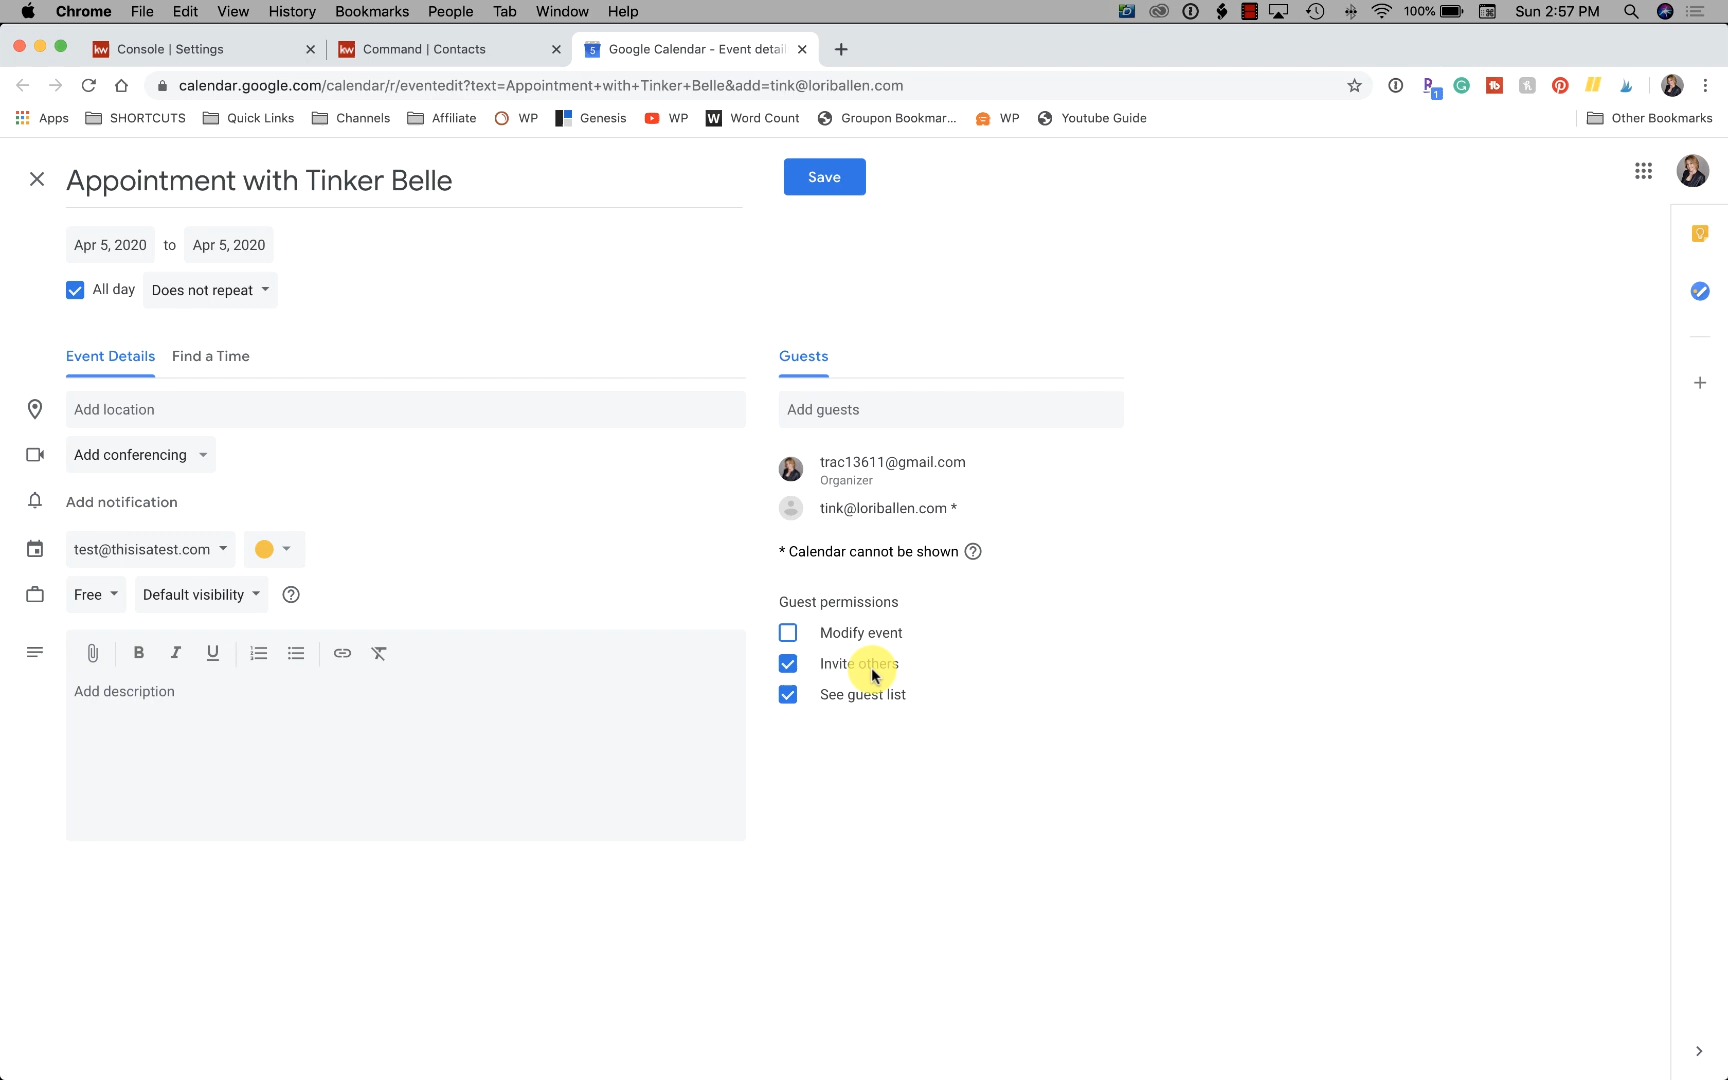 Chrome File Edit View History Bookmarks People Tab Window Help 100% Sun 2:57 PM
kw Console | Settings kw Command | Contacts 5 Google Calendar - Event detai
calendar.google.com/calendar/r/eventedit?text=Appointment+with+Tinker+Belle&add=tink@loriballen.com 1
Apps SHORTCUTS Quick Links Channels Affiliate WP Genesis WP W Word Count Groupon Bookmar... WP Youtube Guide Other Bookmarks
Appointment with Tinker Belle Save
Apr 5, 2020 to Apr 5, 2020
All day Does not repeat
Event Details Find a Time Guests
Add location Add guests
Add conferencing trac13611@gmail.com
Organizer
Add notification tink@loriballen.com *
test@thisisatest.com * Calendar cannot be shown
Free Default visibility Guest permissions
Modify event
B I U Invite others
Add description See guest list